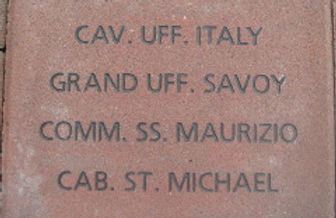 CAV. UFF. ITALY
GRAND UFF. SAVOY
COMM. SS. MAURIZIO
CAB. ST. MICHAEL